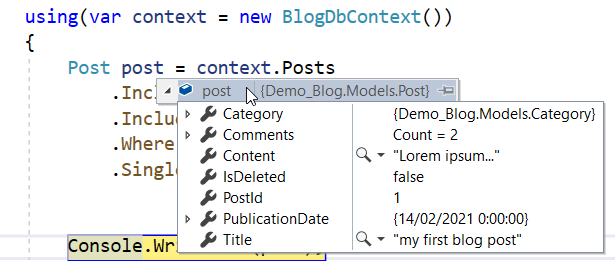 using(var context = new BlogDbContext())
{
Post post = context.Posts
post {Demo_Blog.Models.Post}
.Incl
Category {Demo_Blog.Models.Category}
.Inclu
Comments Count = 2
.Where
Content "Lorem ipsum..."
.Singl
IsDeleted false
PostId 1
PublicationDate {14/02/2021 0:00:00}
Title "my first blog post"
Console.Wr